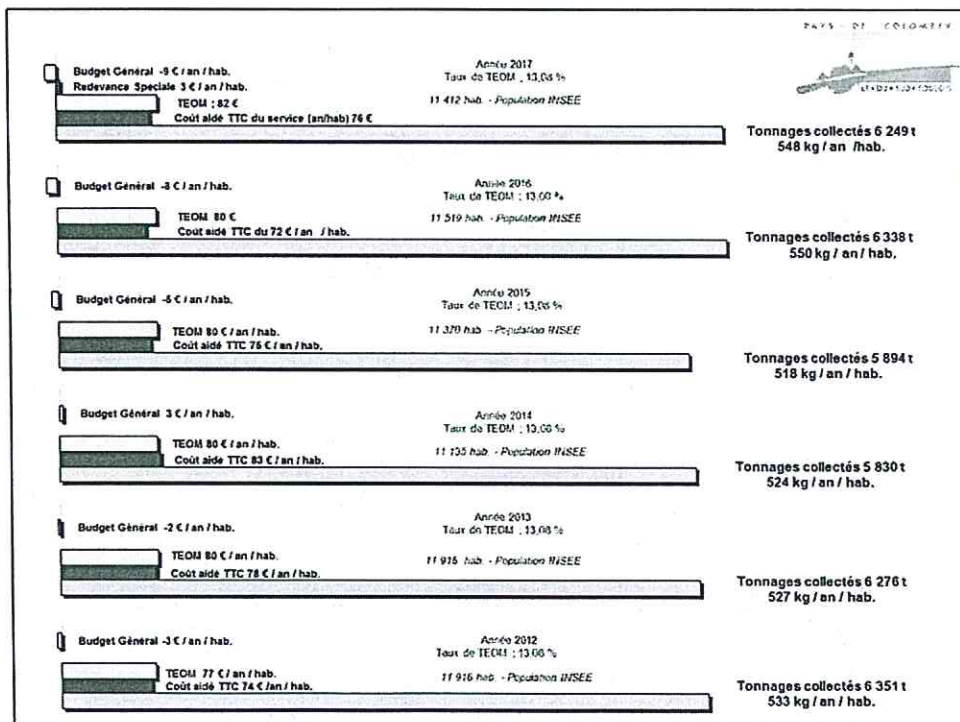 PAYS DE COLOMBEY
ET DU SUD TOULOIS
Budget Général -9 € / an / hab.
Redevance Spéciale 3 € / an / hab.
Année 2017
Taux de TEOM : 13,08 %
TEOM : 82 €
11 412 hab. - Population INSEE
Coût aidé TTC du service (an/hab) 76 €
Tonnages collectés 6 249 t
548 kg / an /hab.
Budget Général -8 € / an / hab.
Année 2016
Taux de TEOM : 13,08 %
TEOM 80 €
11 519 hab. - Population INSEE
Coût aidé TTC du 72 € / an / hab.
Tonnages collectés 6 338 t
550 kg / an / hab.
Budget Général -5 € / an / hab.
Année 2015
Taux de TEOM : 13,08 %
TEOM 80 € / an / hab.
11 370 hab. - Population INSEE
Coût aidé TTC 75 € / an / hab.
Tonnages collectés 5 894 t
518 kg / an / hab.
Budget Général 3 € / an / hab.
Année 2014
Taux de TEOM : 13,08 %
TEOM 80 € / an / hab.
11 135 hab. - Population INSEE
Coût aidé TTC 83 € / an / hab.
Tonnages collectés 5 830 t
524 kg / an / hab.
Budget Général -2 € / an / hab.
Année 2013
Taux de TEOM : 13,08 %
TEOM 80 € / an / hab.
11 916 hab. - Population INSEE
Coût aidé TTC 78 € / an / hab.
Tonnages collectés 6 276 t
527 kg / an / hab.
Budget Général -3 € / an / hab.
Année 2012
Taux de TEOM : 13,08 %
TEOM 77 € / an / hab.
11 916 hab. - Population INSEE
Coût aidé TTC 74 € /an / hab.
Tonnages collectés 6 351 t
533 kg / an / hab.